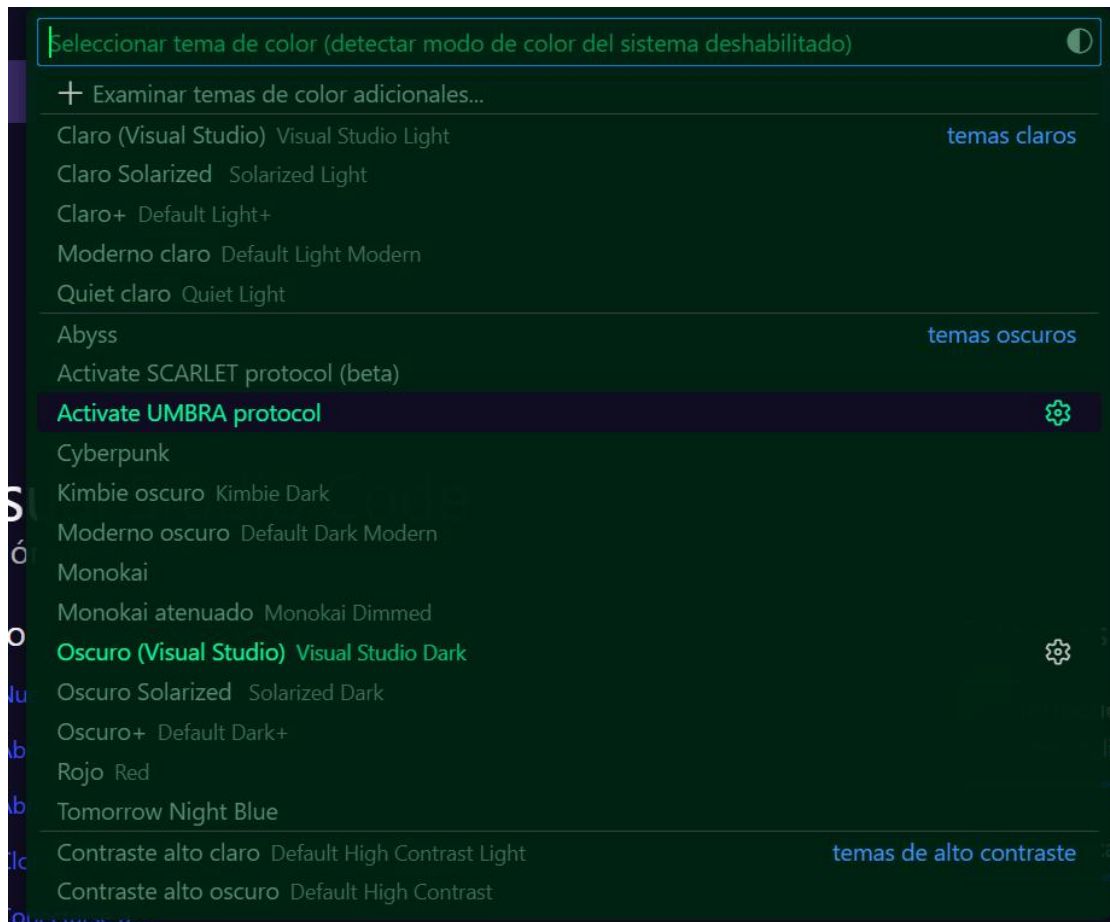 Seleccionar tema de color (detectar modo de color del sistema deshabilitado)
Examinar temas de color adicionales...
Claro (Visual Studio) Visual Studio Light temas claros
Claro Solarized Solarized Light
Claro+ Default Light+
Moderno claro Default Light Modern
Quiet claro Quiet Light
Abyss temas oscuros
Activate SCARLET protocol (beta)
Activate UMBRA protocol
Cyberpunk
Kimbie oscuro Kimbie Dark
Moderno oscuro Default Dark Modern
Monokai
Monokai atenuado Monokai Dimmed
Oscuro (Visual Studio) Visual Studio Dark
Oscuro Solarized Solarized Dark
Oscuro+ Default Dark+
Rojo Red
Tomorrow Night Blue
Contraste alto claro Default High Contrast Light temas de alto contraste
Contraste alto oscuro Default High Contrast